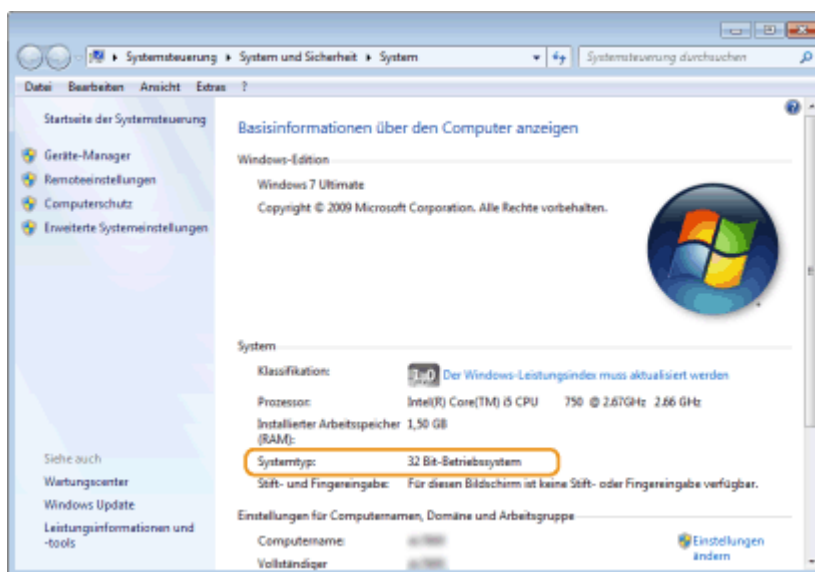 Systemsteuerung System und Sicherheit System
Systemsteuerung durchsuchen
Datei Bearbeiten Ansicht Extras ?
Startseite der Systemsteuerung
Geräte-Manager
Remoteeinstellungen
Computerschutz
Erweiterte Systemeinstellungen
Siehe auch
Wartungscenter
Windows Update
Leistungsinformationen und
-tools
Basisinformationen über den Computer anzeigen
Windows-Edition
Windows 7 Ultimate
Copyright © 2009 Microsoft Corporation. Alle Rechte vorbehalten.
System
Klassifikation: Der Windows-Leistungsindex muss aktualisiert werden
Prozessor: Intel(R) Core(TM) i5 CPU 750 @ 2.67GHz 2.66 GHz
Installierter Arbeitsspeicher 1,50 GB
(RAM):
Systemtyp: 32 Bit-Betriebssystem
Stift- und Fingereingabe: Für diesen Bildschirm ist keine Stift- oder Fingereingabe verfügbar.
Einstellungen für Computernamen, Domäne und Arbeitsgruppe
Computername: Einstellungen
ändern
Vollständiger